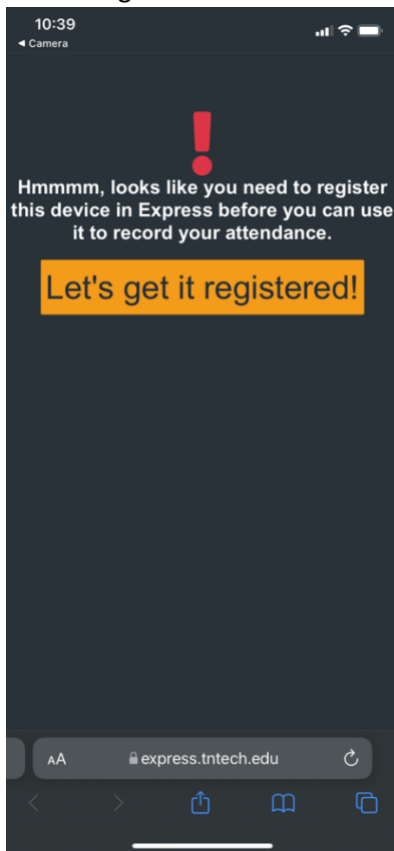 10:39
◀ Camera
!
Hmmmm, looks like you need to register
this device in Express before you can use
it to record your attendance.
Let's get it registered!
AA express.tntech.edu